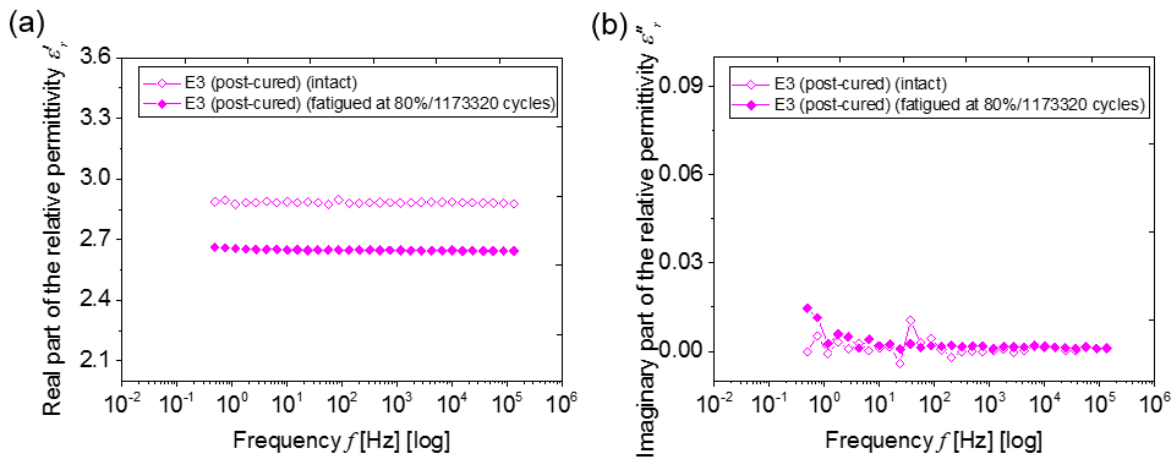 (a)
Real part of the relative permittivity ε'r
3.6
3.3
3.0
2.7
2.4
2.1
E3 (post-cured) (intact)
E3 (post-cured) (fatigued at 80%/1173320 cycles)
10-2 10-1 100 101 102 103 104 105 106
Frequency f [Hz] [log]
(b)
Imaginary part of the relative permittivity ε''r
0.09
0.06
0.03
0.00
E3 (post-cured) (intact)
E3 (post-cured) (fatigued at 80%/1173320 cycles)
10-2 10-1 100 101 102 103 104 105 106
Frequency f [Hz] [log]